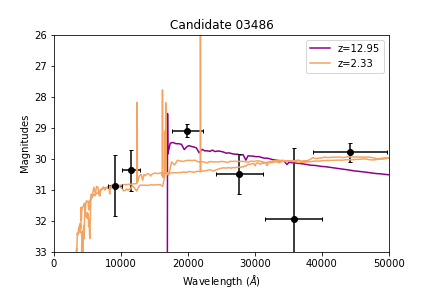 Candidate 03486
26
27
28
29
30
31
32
33
Magnitudes
z=12.95
z=2.33
0
10000
20000
30000
40000
50000
Wavelength (Å)